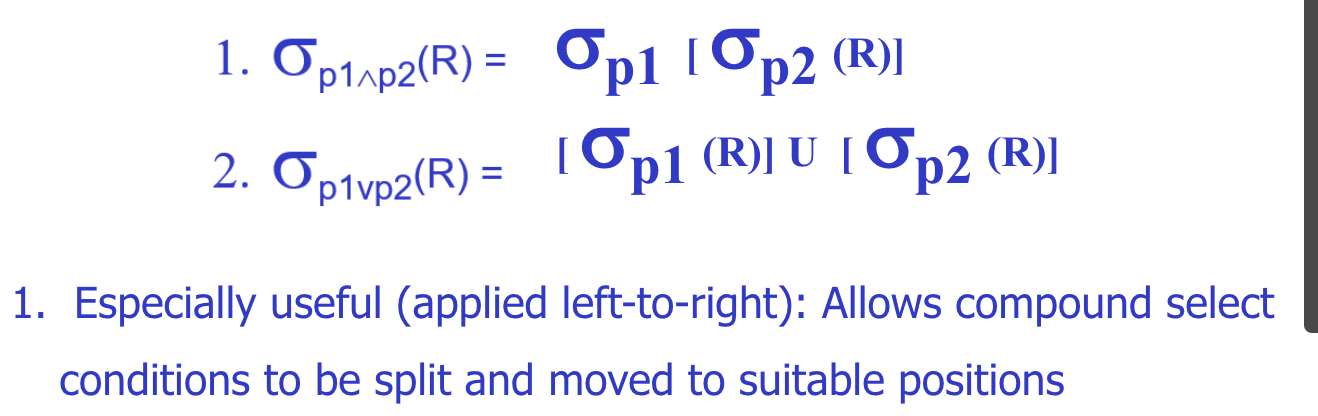 1. σp1∧p2(R) = σp1 [σp2 (R)]
2. σp1vp2(R) = [σp1 (R)] U [σp2 (R)]
1. Especially useful (applied left-to-right): Allows compound select
conditions to be split and moved to suitable positions